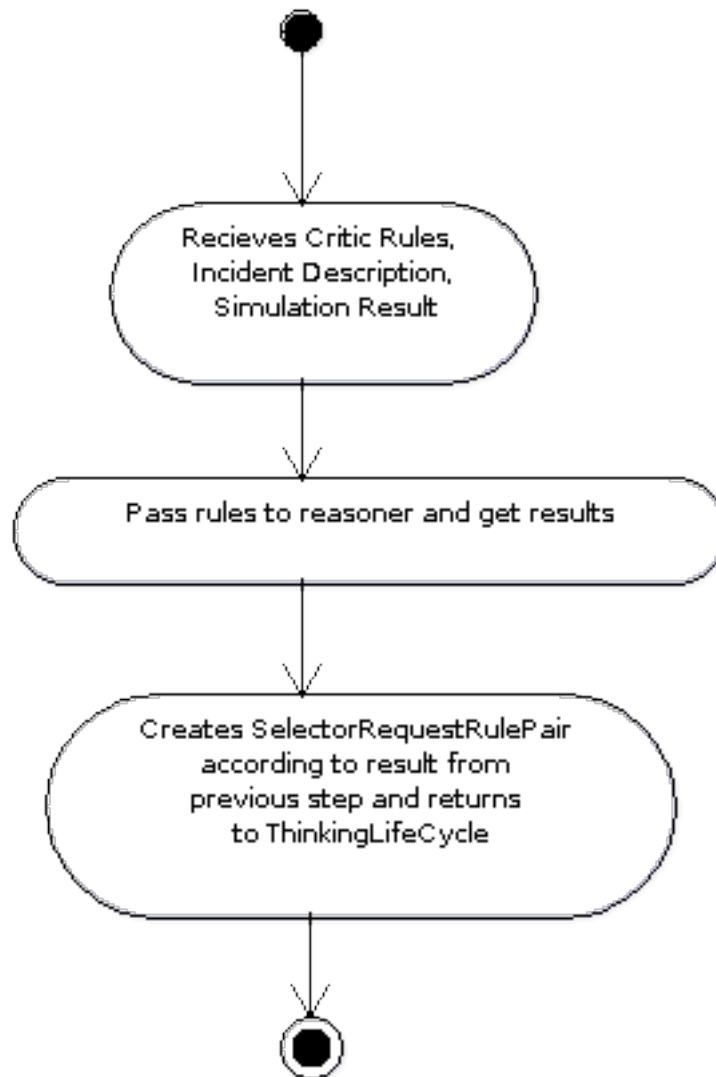 Recieves Critic Rules,
Incident Description,
Simulation Result
Pass rules to reasoner and get results
Creates SelectorRequestRulePair
according to result from
previous step and returns
to ThinkingLifeCycle